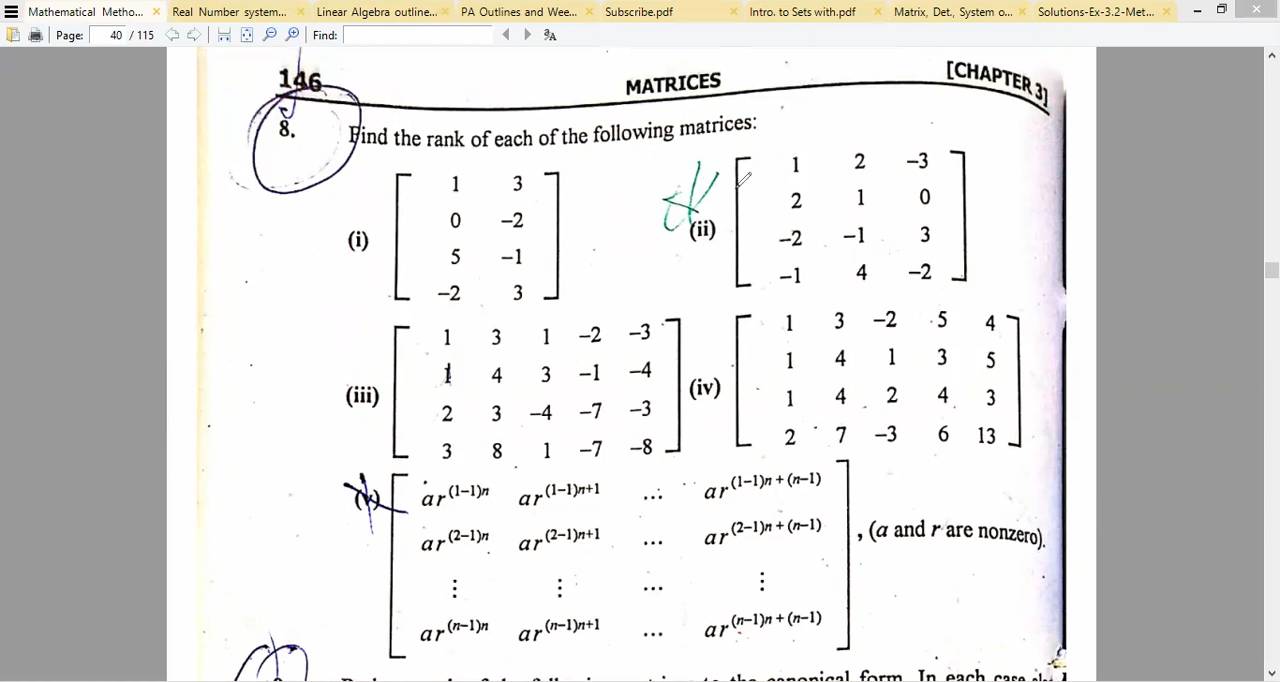 Mathematical Metho... Real Number system... Linear Algebra outline... PA Outlines and Wee... Subscribe.pdf Intro. to Sets with.pdf Matrix, Det., System o... Solutions-Ex-3.2-Met...
Page: 40 / 115 Find:
146 MATRICES [CHAPTER 3]
8. Find the rank of each of the following matrices:
(i)
1 3
0 -2
5 -1
-2 3
(ii)
1 2 -3
2 1 0
-2 -1 3
-1 4 -2
(iii)
1 3 1 -2 -3
1 4 3 -1 -4
2 3 -4 -7 -3
3 8 1 -7 -8
(iv)
1 3 -2 5 4
1 4 1 3 5
1 4 2 4 3
2 7 -3 6 13
(v)
ar^(1-1)n ar^(1-1)n+1 ... ar^(1-1)n+(n-1)
ar^(2-1)n ar^(2-1)n+1 ... ar^(2-1)n+(n-1)
⋮ ⋮ ... ⋮
ar^(n-1)n ar^(n-1)n+1 ... ar^(n-1)n+(n-1)
, (a and r are nonzero).